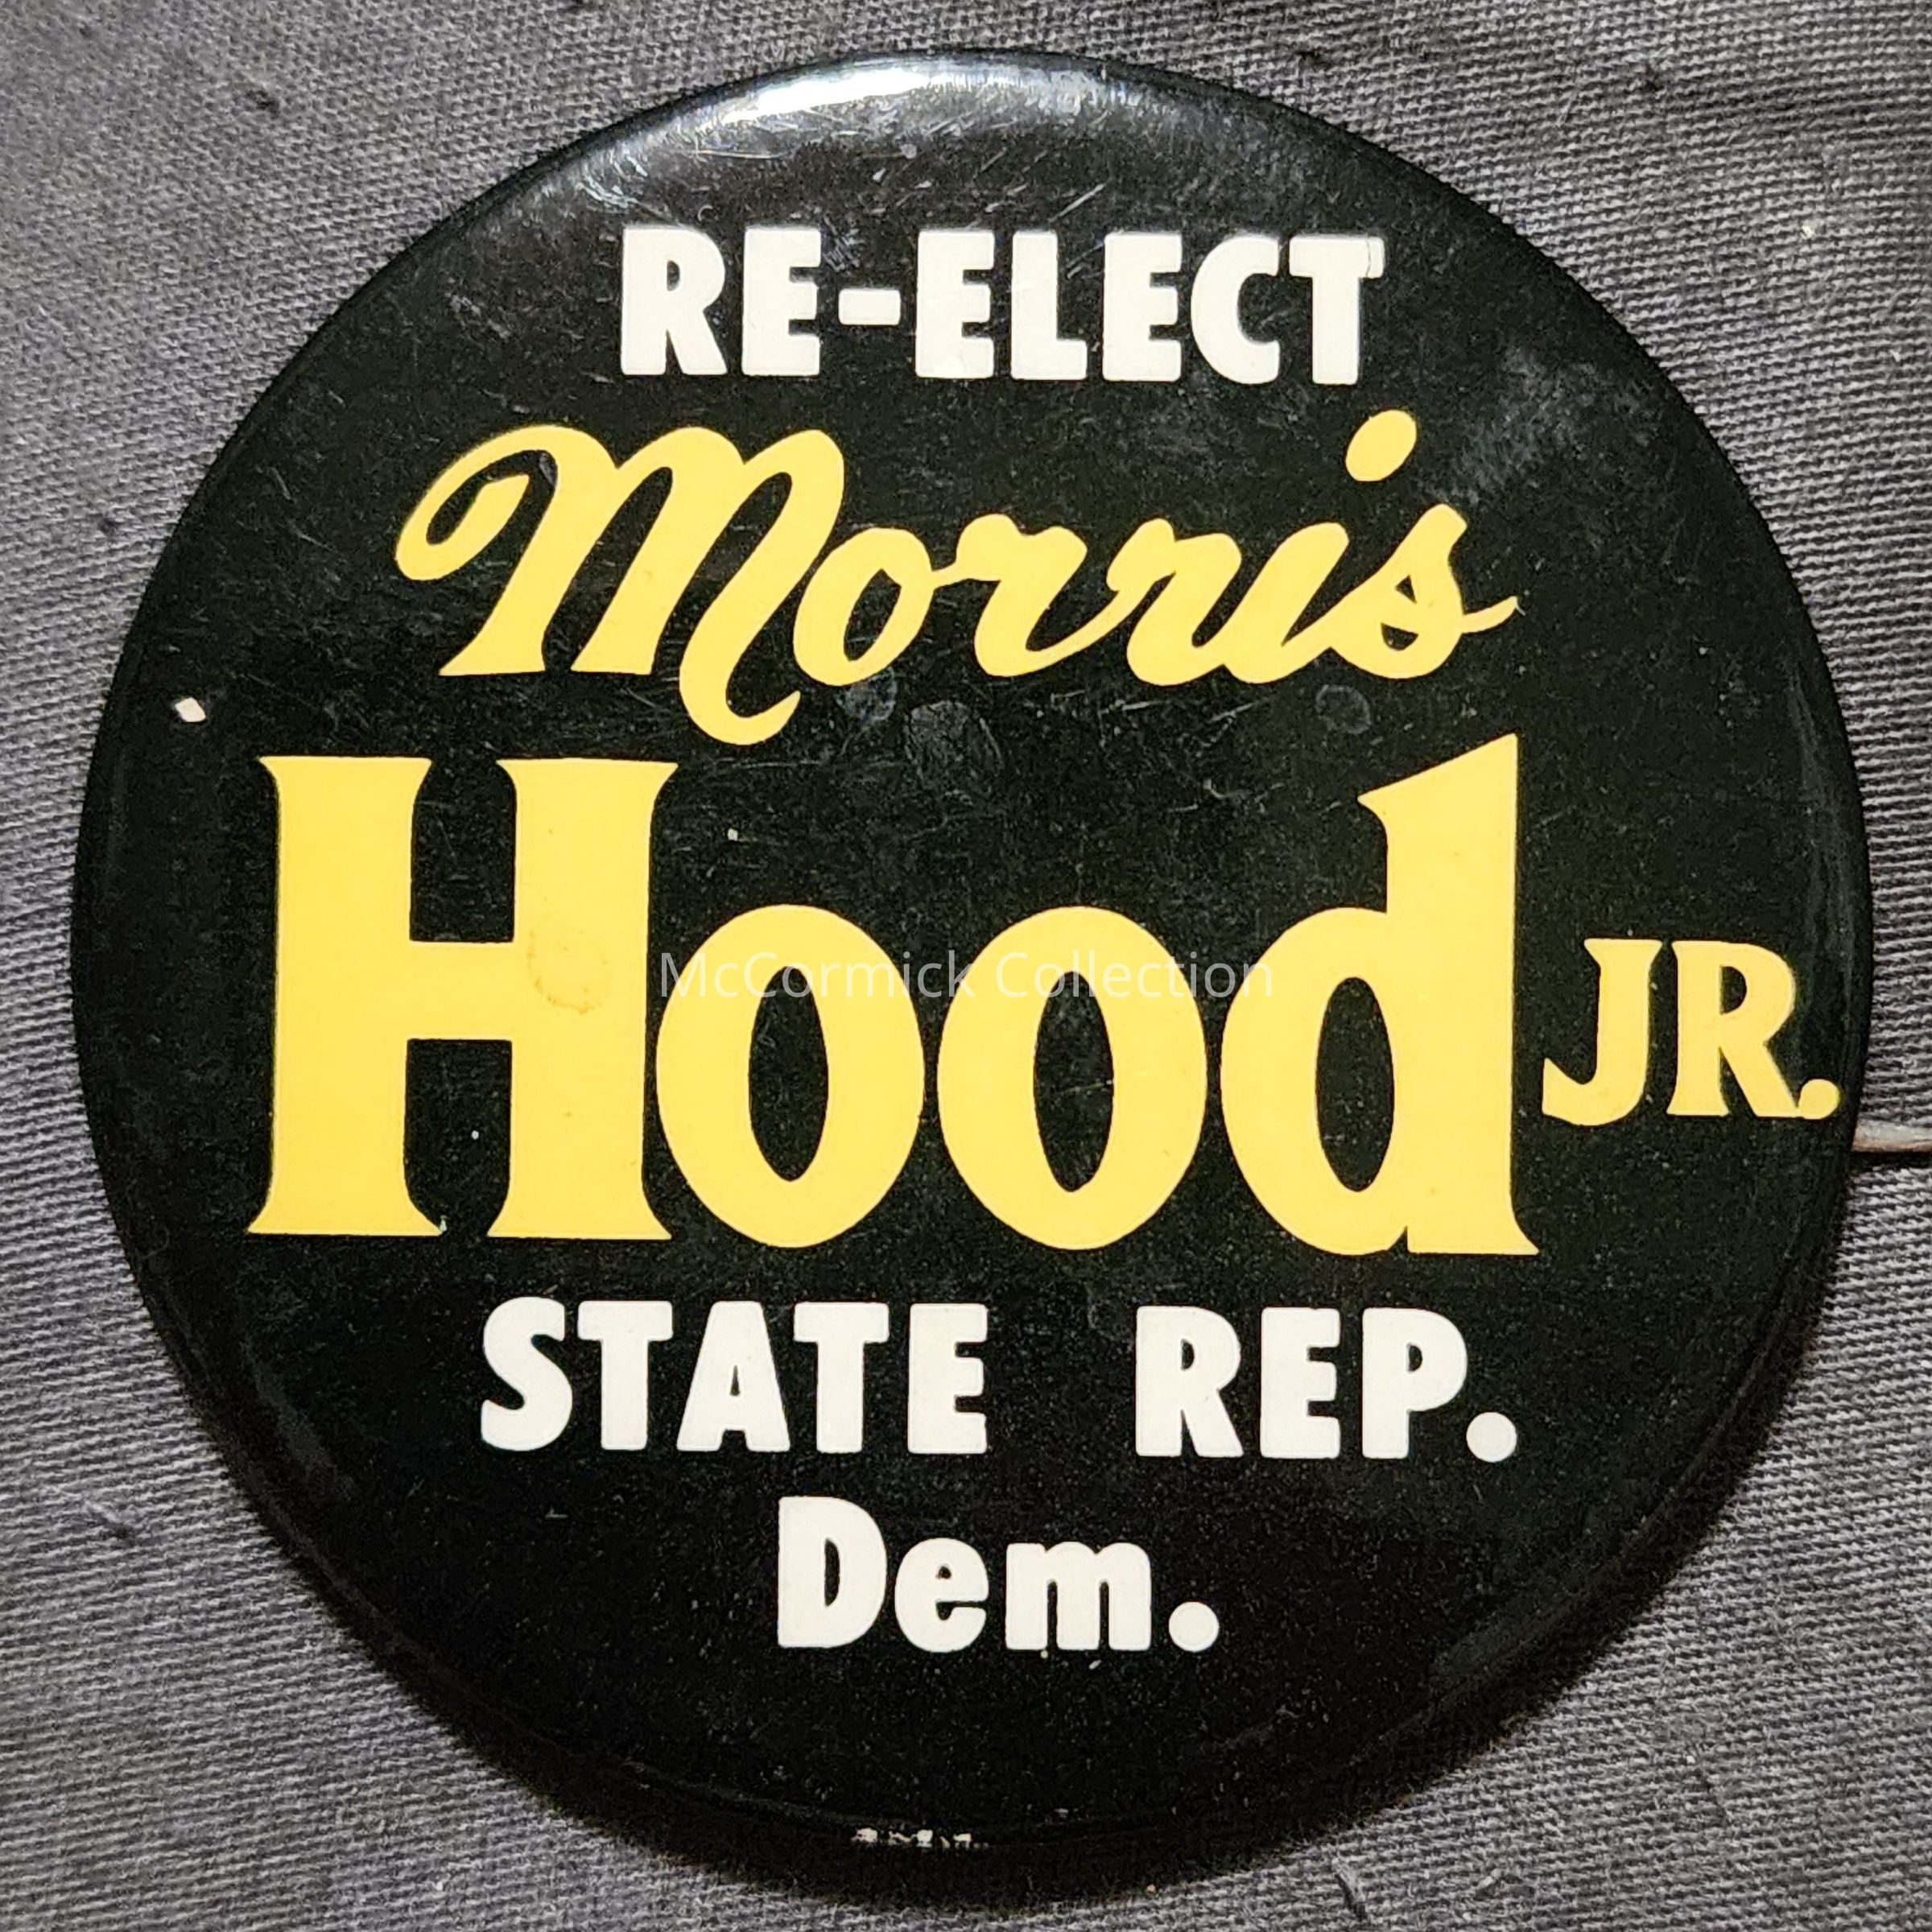 RE-ELECT
Morris
Hood JR.
McCormick Collection
STATE REP.
Dem.